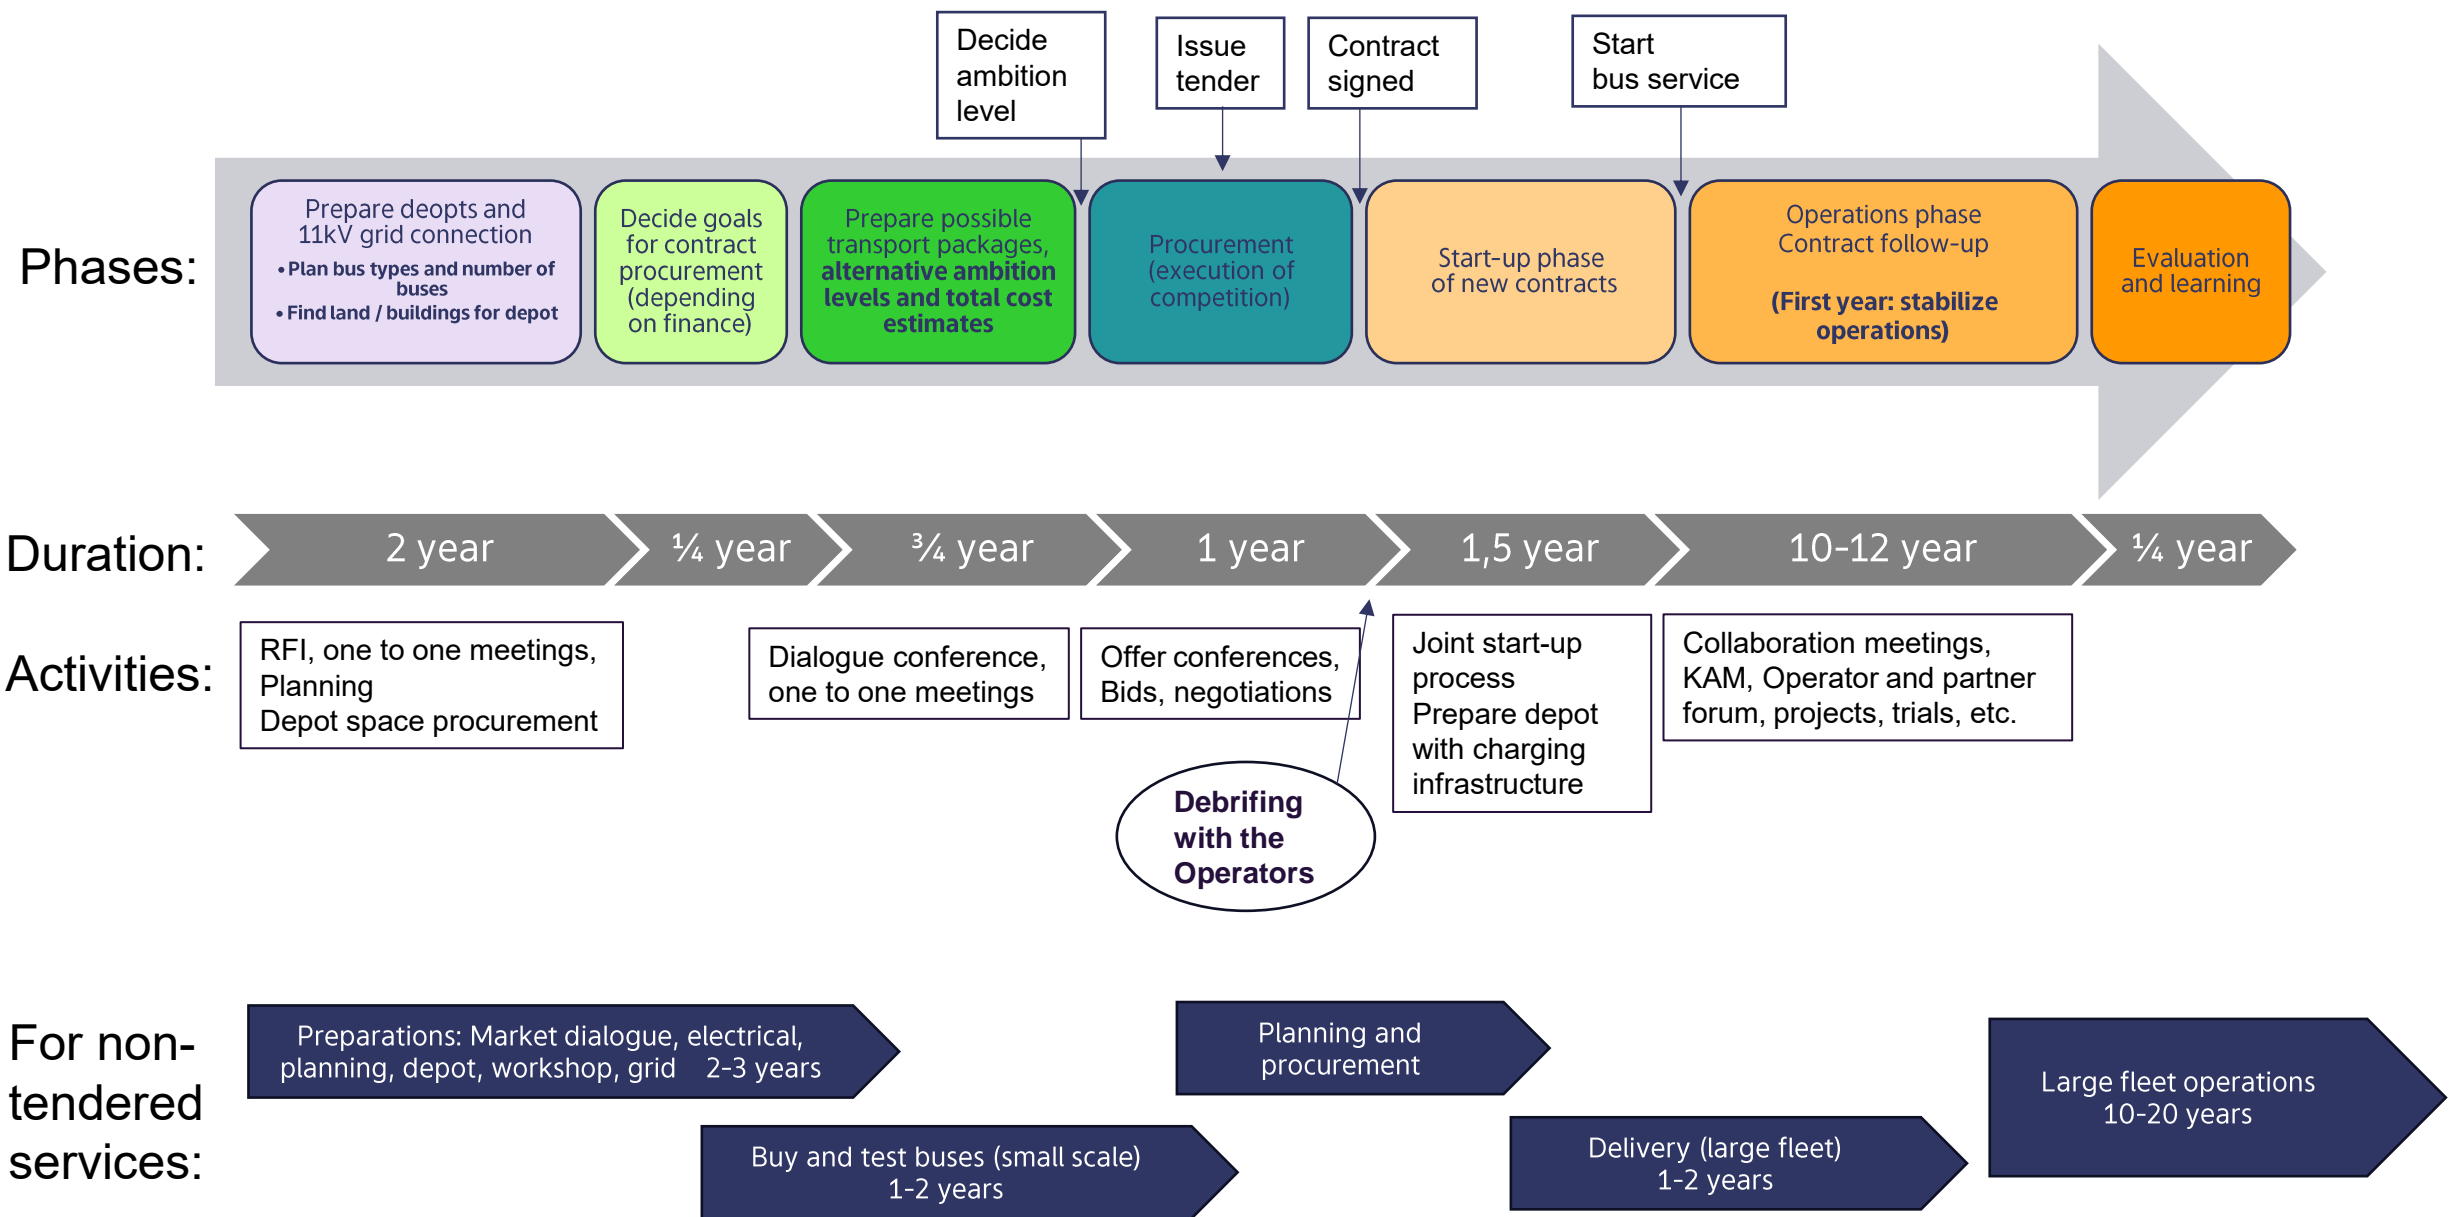 Decide
ambition
level
Issue
tender
Contract
signed
Start
bus service
Phases:
Prepare deopts and
11kV grid connection
• Plan bus types and number of
buses
• Find land / buildings for depot
Decide goals
for contract
procurement
(depending
on finance)
Prepare possible
transport packages,
alternative ambition
levels and total cost
estimates
Procurement
(execution of
competition)
Start-up phase
of new contracts
Operations phase
Contract follow-up
(First year: stabilize
operations)
Evaluation
and learning
Duration:
2 year
¼ year
¾ year
1 year
1,5 year
10-12 year
¼ year
Activities:
RFI, one to one meetings,
Planning
Depot space procurement
Dialogue conference,
one to one meetings
Offer conferences,
Bids, negotiations
Joint start-up
process
Prepare depot
with charging
infrastructure
Collaboration meetings,
KAM, Operator and partner
forum, projects, trials, etc.
Debrifing
with the
Operators
For non-
tendered
services:
Preparations: Market dialogue, electrical,
planning, depot, workshop, grid 2-3 years
Buy and test buses (small scale)
1-2 years
Planning and
procurement
Delivery (large fleet)
1-2 years
Large fleet operations
10-20 years